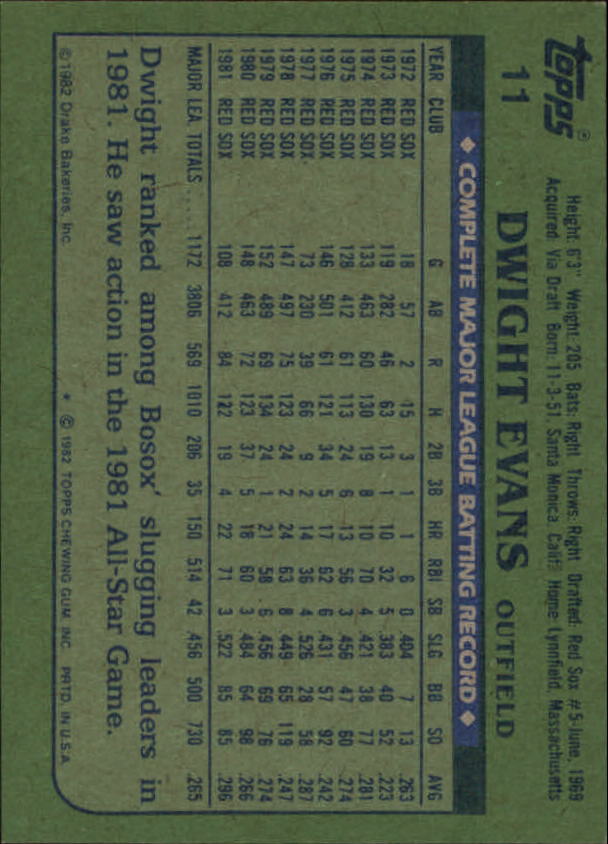 topps®
11
Height: 6'3" Weight: 205 Bats: Right Throws: Right Drafted: Red Sox #5-June, 1969
Acquired: Via Draft Born: 11-3-51, Santa Monica, Calif. Home: Lynnfield, Massachusetts
DWIGHT EVANS OUTFIELD
◆ COMPLETE MAJOR LEAGUE BATTING RECORD ◆
YEAR CLUB G AB R H 2B 3B HR RBI SB SLG BB SO AVG
1972 RED SOX 18 57 2 15 3 1 1 6 0 .404 7 13 .263
1973 RED SOX 119 282 46 63 13 1 10 32 5 .383 40 52 .223
1974 RED SOX 133 463 60 130 19 8 10 70 4 .421 38 77 .281
1975 RED SOX 128 412 61 113 24 6 13 56 3 .456 47 60 .274
1976 RED SOX 146 501 61 121 34 5 17 62 6 .431 57 92 .242
1977 RED SOX 73 230 39 66 9 2 14 36 4 .526 28 58 .287
1978 RED SOX 147 497 75 123 24 2 24 63 8 .449 65 119 .247
1979 RED SOX 152 489 69 134 24 1 21 58 6 .456 69 76 .274
1980 RED SOX 148 463 72 123 37 5 18 60 3 .484 64 98 .266
1981 RED SOX 108 412 84 122 19 4 22 71 3 .522 85 85 .296
MAJOR LEA. TOTALS.... 1172 3806 569 1010 206 35 150 514 42 .456 500 730 .265
Dwight ranked among Bosox' slugging leaders in
1981. He saw action in the 1981 All-Star Game.
© 1982 Drake Bakeries, Inc. * © 1982 TOPPS CHEWING GUM, INC. PRTD. IN U.S.A.